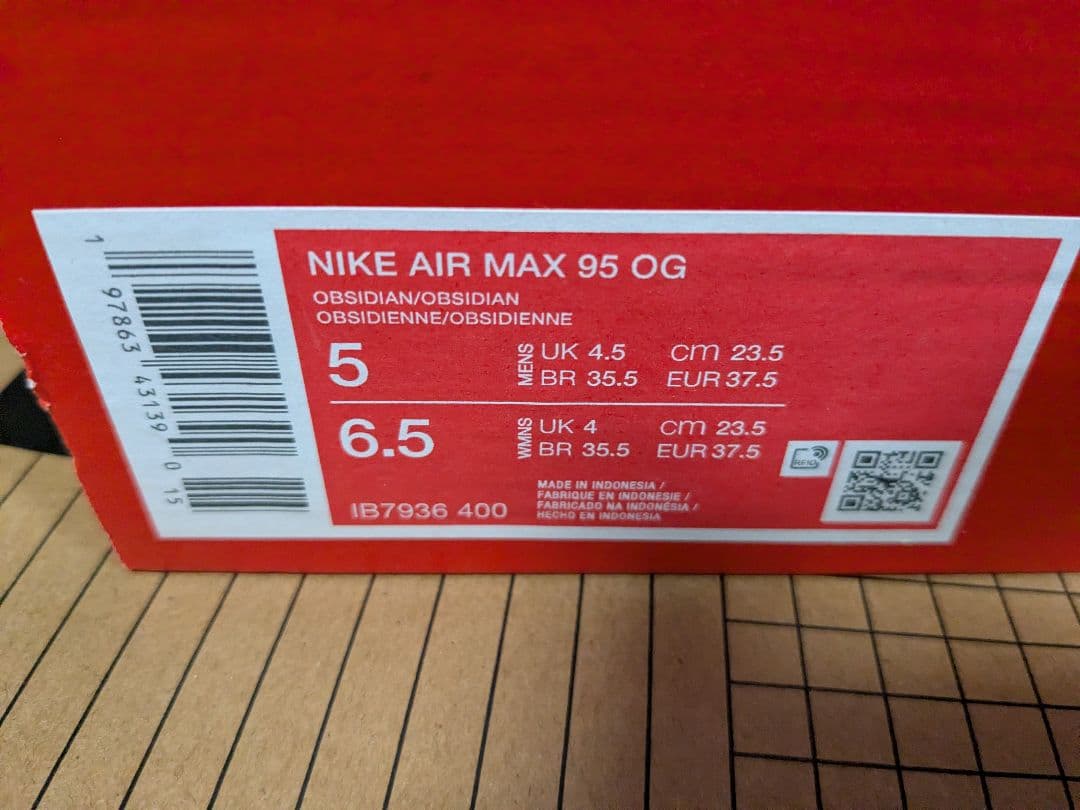 NIKE AIR MAX 95 OG
OBSIDIAN/OBSIDIAN
OBSIDIENNE/OBSIDIENNE
5
MENS
UK 4.5 cm 23.5
BR 35.5 EUR 37.5
6.5
WMNS
UK 4 cm 23.5
BR 35.5 EUR 37.5
RFID
IB7936 400
MADE IN INDONESIA /
FABRIQUE EN INDONESIE /
FABRICADO NA INDONÉSIA /
HECHO EN INDONESIA
1 97863 43139 0 15